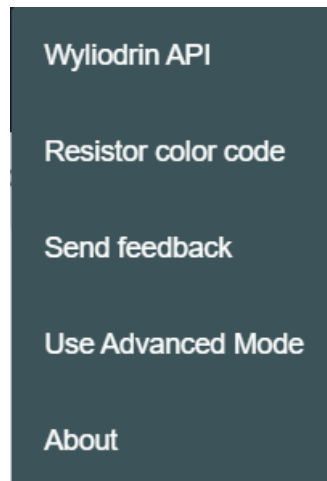 Wyliodrin API
Resistor color code
Send feedback
Use Advanced Mode
About